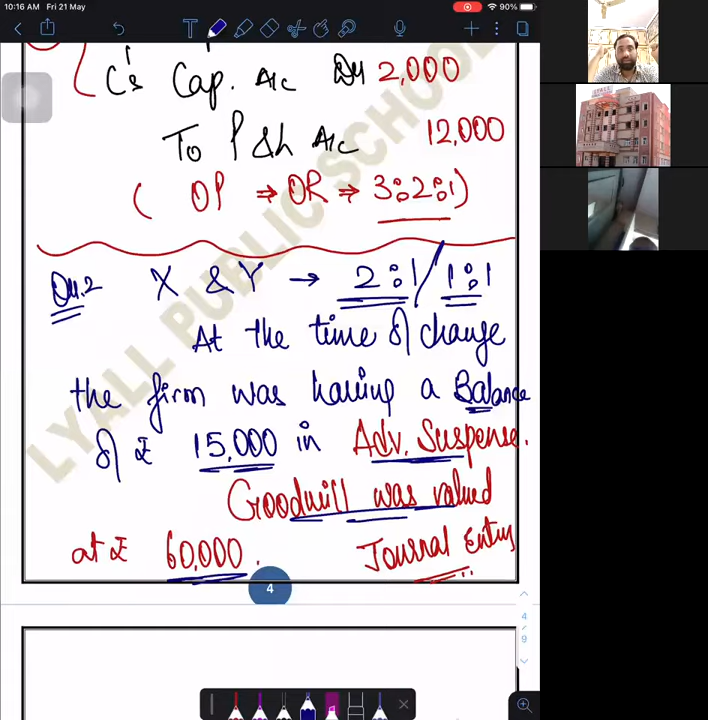 10:16 AM Fri 21 May
90%
C's Cap. A/c Dr 2,000
To P & L A/c 12,000
( OP ⇒ OR ⇒ 3:2:1)
LYALL PUBLIC SCHOOL
Qu.2 X & Y → 2:1 / 1:1
At the time of change
the firm was having a Balance
of ₹ 15,000 in Adv. Suspense.
Goodwill was valued
at ₹ 60,000. Journal Entry
4
4
9